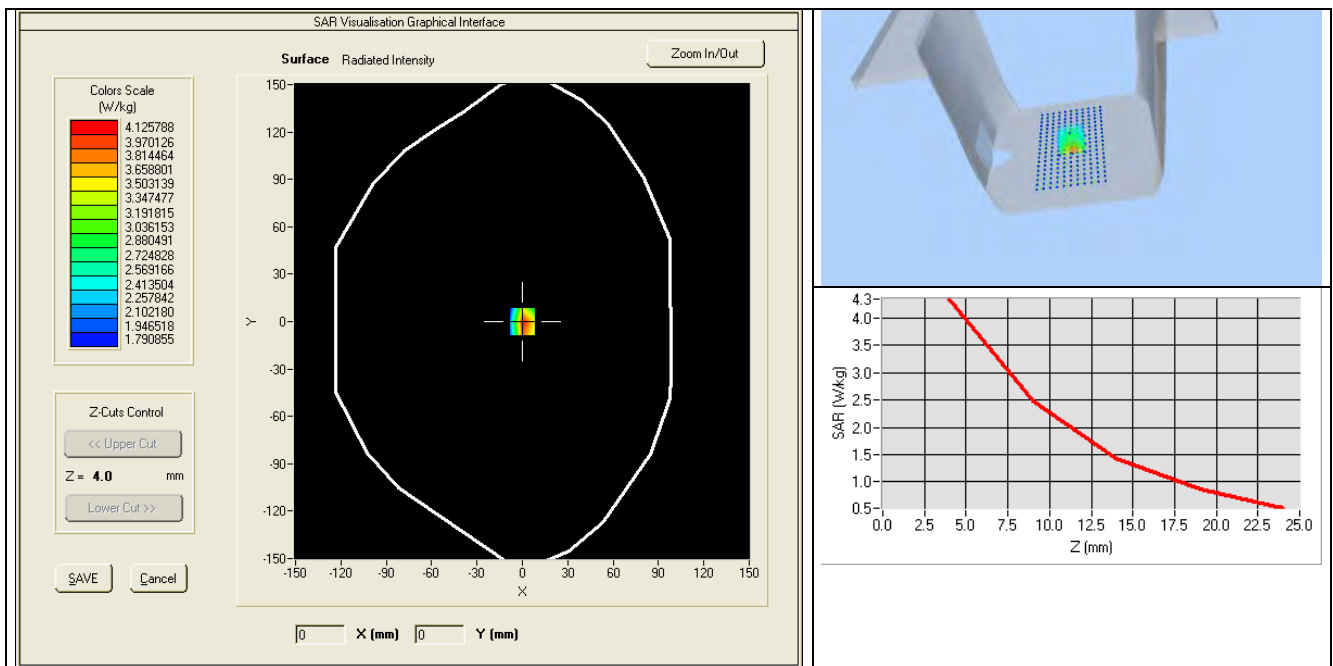 SAR Visualisation Graphical Interface
Surface Radiated Intensity
Zoom In/Out
Colors Scale
(W/kg)
4.125788
3.970126
3.814464
3.658801
3.503139
3.347477
3.191815
3.036153
2.880491
2.724828
2.569166
2.413504
2.257842
2.102180
1.946518
1.790855
Z-Cuts Control
<< Upper Cut
Z = 4.0 mm
Lower Cut >>
SAVE Cancel
150-
120-
90-
60-
30-
0-
-30-
-60-
-90-
-120-
-150-
Y
-150 -120 -90 -60 -30 0 30 60 90 120 150
X
0 X (mm) 0 Y (mm)
4.3-
4.0-
3.5-
3.0-
2.5-
2.0-
1.5-
1.0-
0.5-
SAR (W/kg)
0.0 2.5 5.0 7.5 10.0 12.5 15.0 17.5 20.0 22.5 25.0
Z (mm)